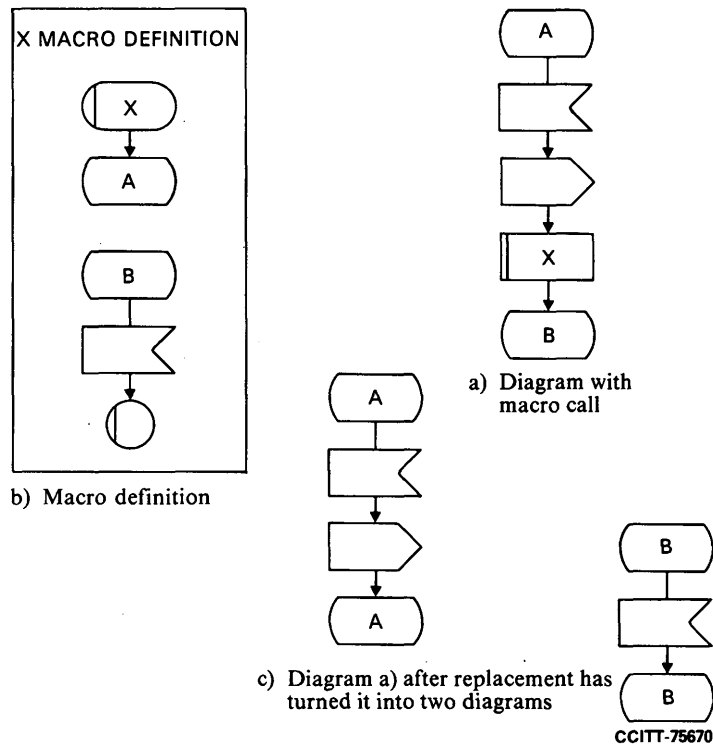 X MACRO DEFINITION
X
A
B
b) Macro definition
A
X
B
a) Diagram with
macro call
A
A
c) Diagram a) after replacement has
turned it into two diagrams
B
B
CCITT-75670